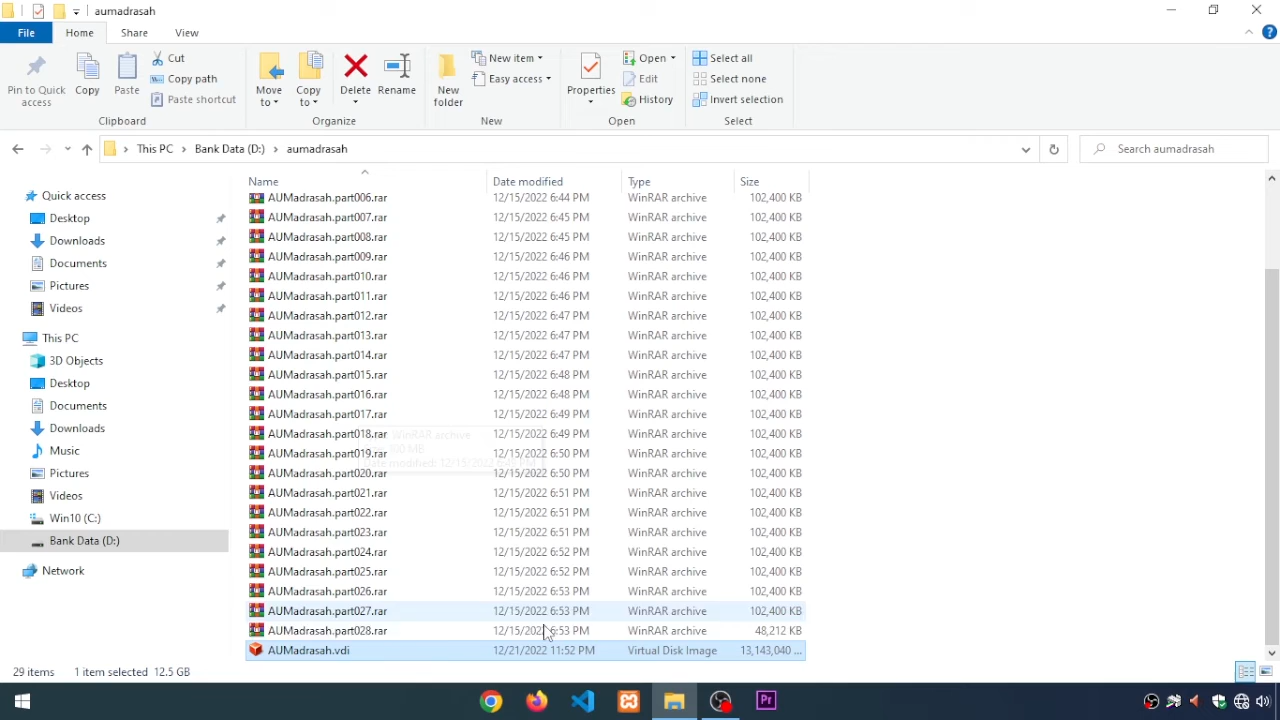 aumadrasah
File Home Share View
Pin to Quick access
Copy
Paste
Cut
Copy path
Paste shortcut
Clipboard
Move to
Copy to
Delete
Rename
Organize
New folder
New item
Easy access
New
Properties
Open
Edit
History
Open
Select all
Select none
Invert selection
Select
This PC > Bank Data (D:) > aumadrasah
Search aumadrasah
Quick access
Desktop
Downloads
Documents
Pictures
Videos
This PC
3D Objects
Desktop
Documents
Downloads
Music
Pictures
Videos
Win10 (C:)
Bank Data (D:)
Network
Name Date modified Type Size
AUMadrasah.part006.rar 12/15/2022 6:44 PM WinRAR archive 102,400 KB
AUMadrasah.part007.rar 12/15/2022 6:45 PM WinRAR archive 102,400 KB
AUMadrasah.part008.rar 12/15/2022 6:45 PM WinRAR archive 102,400 KB
AUMadrasah.part009.rar 12/15/2022 6:46 PM WinRAR archive 102,400 KB
AUMadrasah.part010.rar 12/15/2022 6:46 PM WinRAR archive 102,400 KB
AUMadrasah.part011.rar 12/15/2022 6:46 PM WinRAR archive 102,400 KB
AUMadrasah.part012.rar 12/15/2022 6:47 PM WinRAR archive 102,400 KB
AUMadrasah.part013.rar 12/15/2022 6:47 PM WinRAR archive 102,400 KB
AUMadrasah.part014.rar 12/15/2022 6:47 PM WinRAR archive 102,400 KB
AUMadrasah.part015.rar 12/15/2022 6:48 PM WinRAR archive 102,400 KB
AUMadrasah.part016.rar 12/15/2022 6:48 PM WinRAR archive 102,400 KB
AUMadrasah.part017.rar 12/15/2022 6:49 PM WinRAR archive 102,400 KB
AUMadrasah.part018.rar 12/15/2022 6:49 PM WinRAR archive 102,400 KB
AUMadrasah.part019.rar 12/15/2022 6:50 PM WinRAR archive 102,400 KB
AUMadrasah.part020.rar 12/15/2022 6:50 PM WinRAR archive 102,400 KB
AUMadrasah.part021.rar 12/15/2022 6:51 PM WinRAR archive 102,400 KB
AUMadrasah.part022.rar 12/15/2022 6:51 PM WinRAR archive 102,400 KB
AUMadrasah.part023.rar 12/15/2022 6:51 PM WinRAR archive 102,400 KB
AUMadrasah.part024.rar 12/15/2022 6:52 PM WinRAR archive 102,400 KB
AUMadrasah.part025.rar 12/15/2022 6:52 PM WinRAR archive 102,400 KB
AUMadrasah.part026.rar 12/15/2022 6:53 PM WinRAR archive 102,400 KB
AUMadrasah.part027.rar 12/15/2022 6:53 PM WinRAR archive 102,400 KB
AUMadrasah.part028.rar 12/15/2022 6:53 PM WinRAR archive 48,212 KB
AUMadrasah.vdi 12/21/2022 11:52 PM Virtual Disk Image 13,143,040 ...
29 items 1 item selected 12.5 GB
Pr